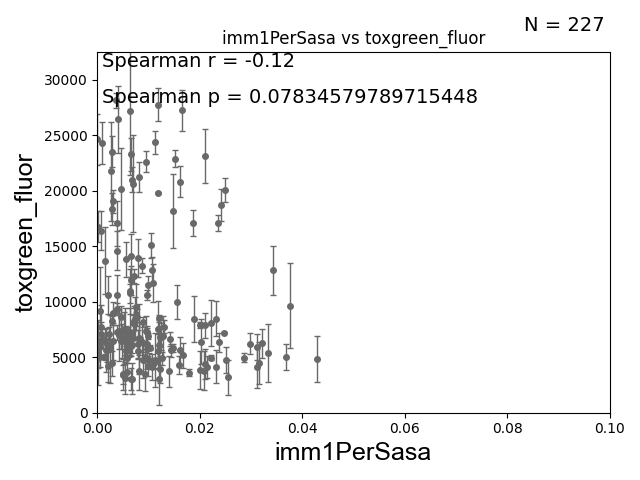 N = 227
imm1PerSasa vs toxgreen_fluor
Spearman r = -0.12
Spearman p = 0.07834579789715448
toxgreen_fluor
30000
25000
20000
15000
10000
5000
0
0.00 0.02 0.04 0.06 0.08 0.10
imm1PerSasa